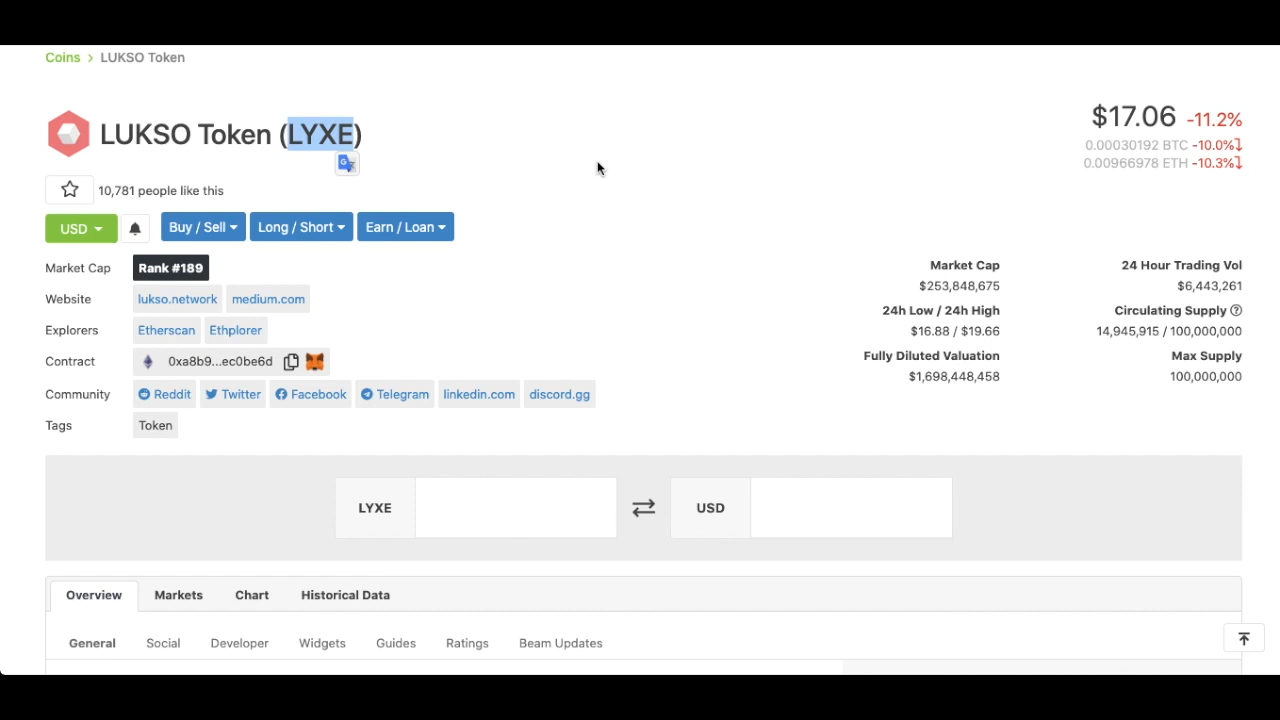 Coins > LUKSO Token
LUKSO Token (LYXE)
$17.06 -11.2%
0.00030192 BTC -10.0%
0.00966978 ETH -10.3%
10,781 people like this
USD Buy / Sell Long / Short Earn / Loan
Market Cap Rank #189
Website lukso.network medium.com
Explorers Etherscan Ethplorer
Contract 0xa8b9...ec0be6d
Community Reddit Twitter Facebook Telegram linkedin.com discord.gg
Tags Token
Market Cap
$253,848,675
24h Low / 24h High
$16.88 / $19.66
Fully Diluted Valuation
$1,698,448,458
24 Hour Trading Vol
$6,443,261
Circulating Supply
14,945,915 / 100,000,000
Max Supply
100,000,000
LYXE USD
Overview Markets Chart Historical Data
General Social Developer Widgets Guides Ratings Beam Updates